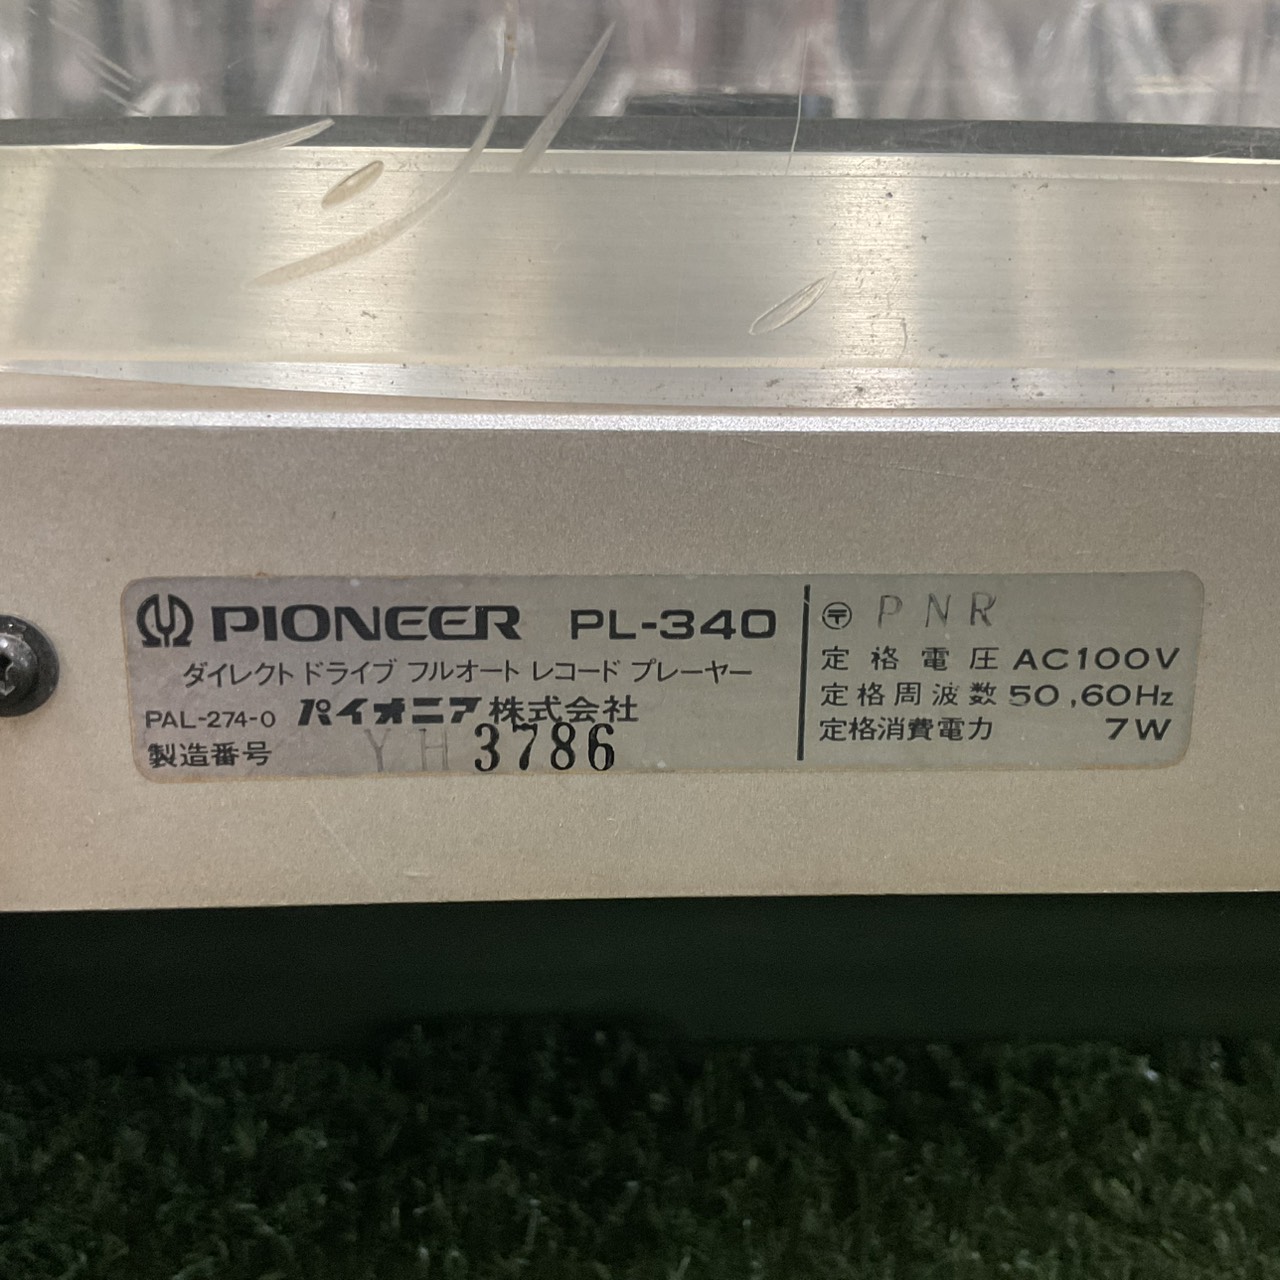 PIONEER PL-340
ダイレクト ドライブ フルオート レコード プレーヤー
PAL-274-0 パイオニア株式会社
製造番号 YH3786
〒 PNR
定格電圧 AC100V
定格周波数 50,60Hz
定格消費電力 7W